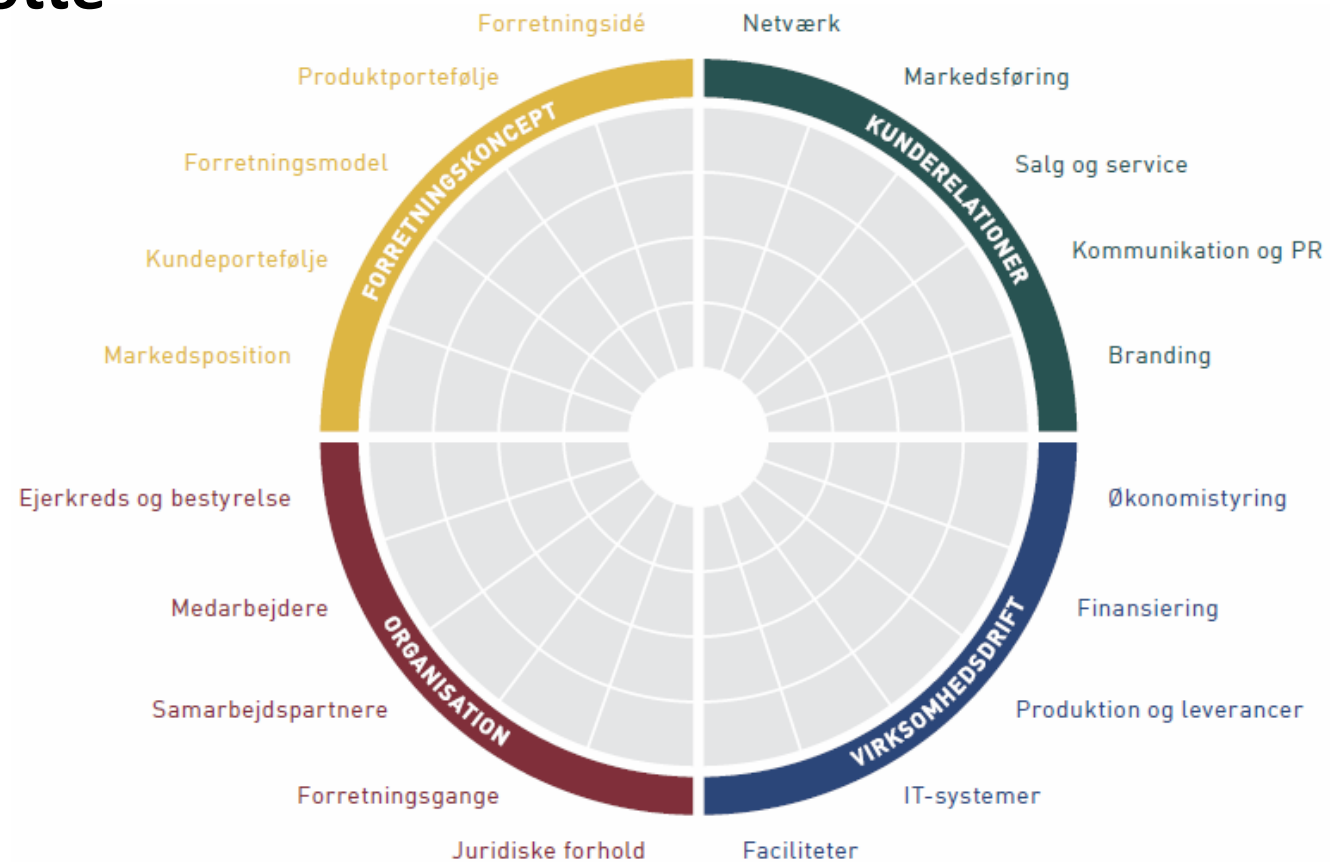 Forretningsidé
Netværk
Produktportefølje
Markedsføring
FORRETNINGSKONCEPT
KUNDERELATIONER
Forretningsmodel
Salg og service
Kundeportefølje
Kommunikation og PR
Markedsposition
Branding
Ejerkreds og bestyrelse
Økonomistyring
Medarbejdere
Finansiering
ORGANISATION
VIRKSOMHEDSDRIFT
Samarbejdspartnere
Produktion og leverancer
Forretningsgange
IT-systemer
Juridiske forhold
Faciliteter